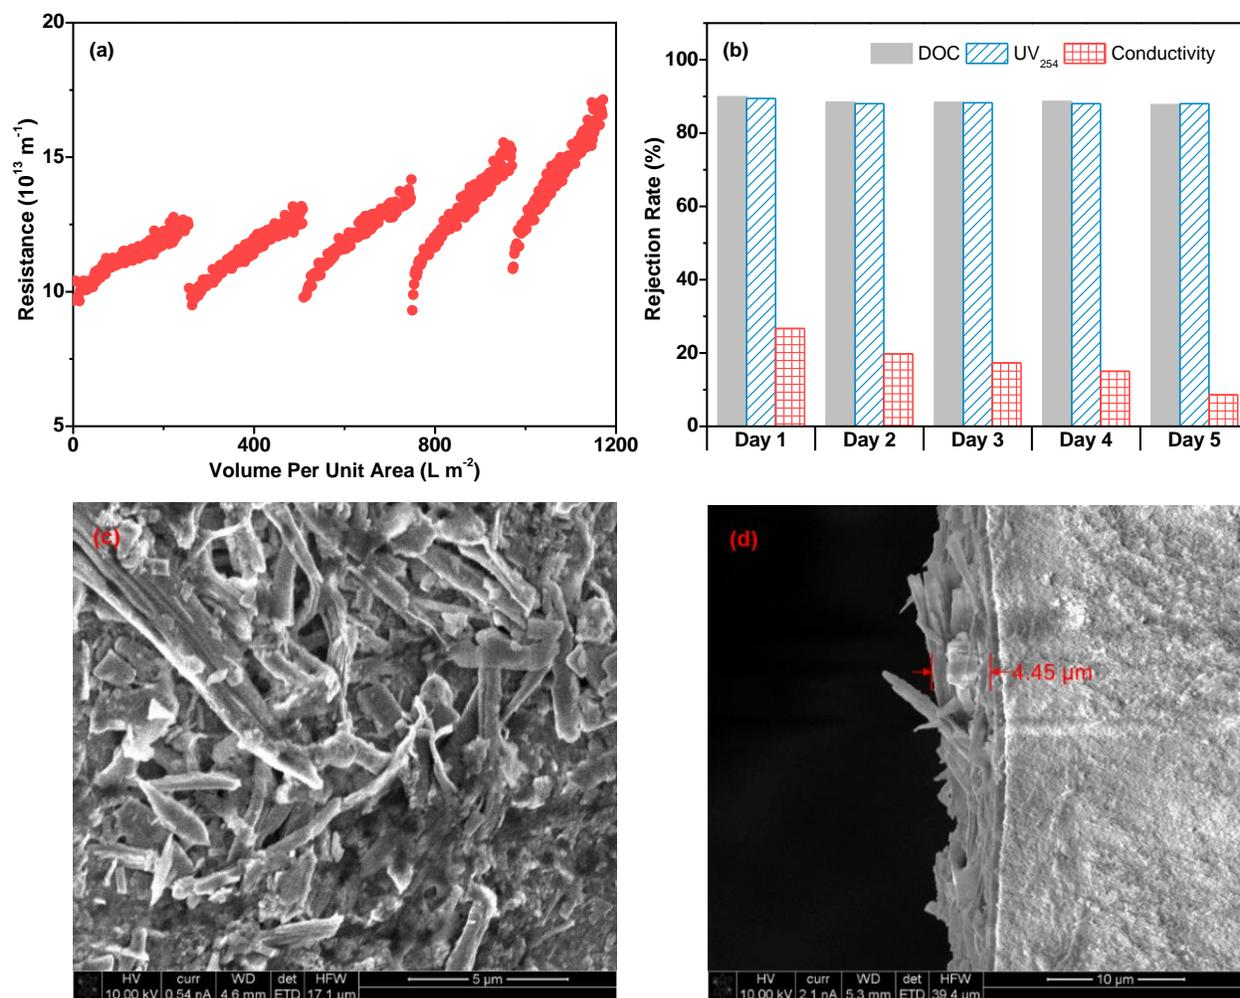 (a)
20
15
10
5
Resistance (10¹³ m⁻¹)
0 400 800 1200
Volume Per Unit Area (L m⁻²)
(b)
DOC UV₂₅₄ Conductivity
100
80
60
40
20
0
Rejection Rate (%)
Day 1 Day 2 Day 3 Day 4 Day 5
(c)
HV curr WD det HFW
10.00 kV 0.54 nA 4.6 mm ETD 17.1 µm
5 µm
(d)
4.45 µm
HV curr WD det HFW
10.00 kV 2.1 nA 5.3 mm ETD 39.4 µm
10 µm